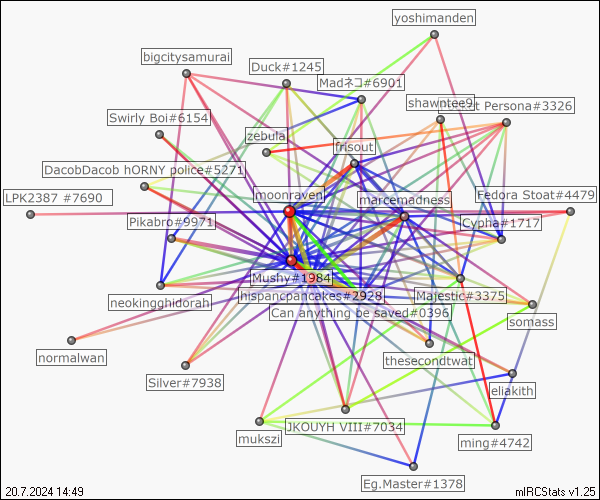 yoshimanden
bigcitysamurai
Duck#1245
Madネコ#6901
shawntee9
st Persona#3326
Swirly Boi#6154
zebula
frisout
DacobDacob hORNY police#5271
LPK2387 #7690
moonraven
marcemadness
Fedora Stoat#4479
Pikabro#9971
Cypha#1717
Mushy#1984
neokingghidorah
hispancpancakes#2928
Majestic#3375
Can anything be saved#0396
somass
normalwan
thesecondtwat
Silver#7938
eliakith
mukszi
JKOUYH VIII#7034
ming#4742
Eg.Master#1378
20.7.2024 14:49
mIRCStats v1.25